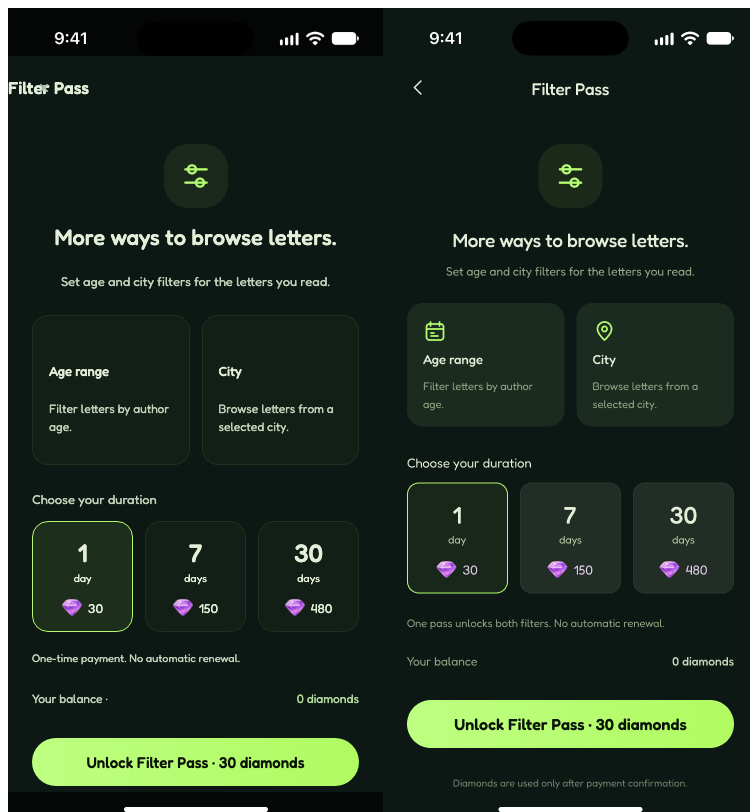 9:41
Filter Pass
More ways to browse letters.
Set age and city filters for the letters you read.
Age range
Filter letters by author
age.
City
Browse letters from a
selected city.
Choose your duration
1
day
30
7
days
150
30
days
480
One-time payment. No automatic renewal.
Your balance ·
0 diamonds
Unlock Filter Pass · 30 diamonds
9:41
Filter Pass
More ways to browse letters.
Set age and city filters for the letters you read.
Age range
Filter letters by author
age.
City
Browse letters from a
selected city.
Choose your duration
1
day
30
7
days
150
30
days
480
One pass unlocks both filters. No automatic renewal.
Your balance
0 diamonds
Unlock Filter Pass · 30 diamonds
Diamonds are used only after payment confirmation.